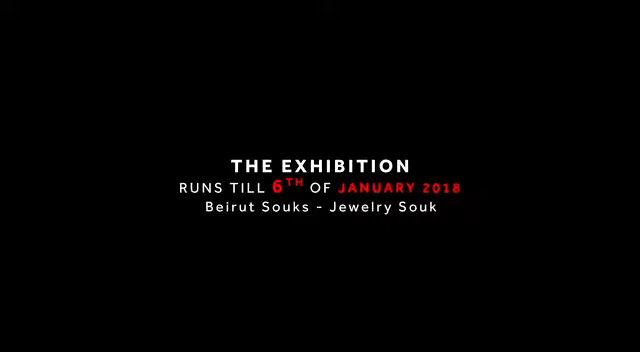 THE EXHIBITION
RUNS TILL 6TH OF JANUARY 2018
Beirut Souks - Jewelry Souk